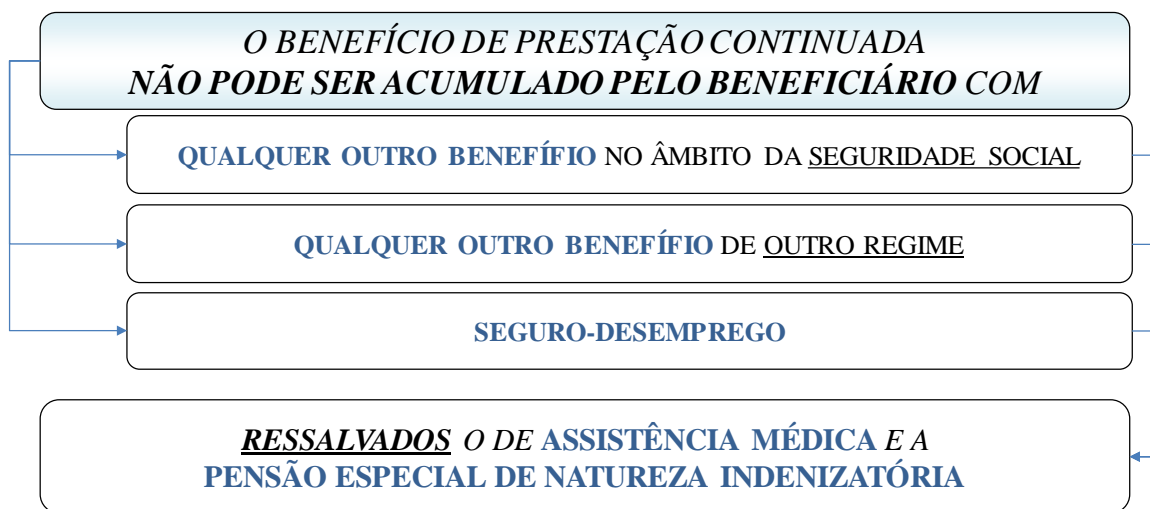 O BENEFÍCIO DE PRESTAÇÃO CONTINUADA
NÃO PODE SER ACUMULADO PELO BENEFICIÁRIO COM
QUALQUER OUTRO BENEFÍFIO NO ÂMBITO DA SEGURIDADE SOCIAL
QUALQUER OUTRO BENEFÍFIO DE OUTRO REGIME
SEGURO-DESEMPREGO
RESSALVADOS O DE ASSISTÊNCIA MÉDICA E A
PENSÃO ESPECIAL DE NATUREZA INDENIZATÓRIA